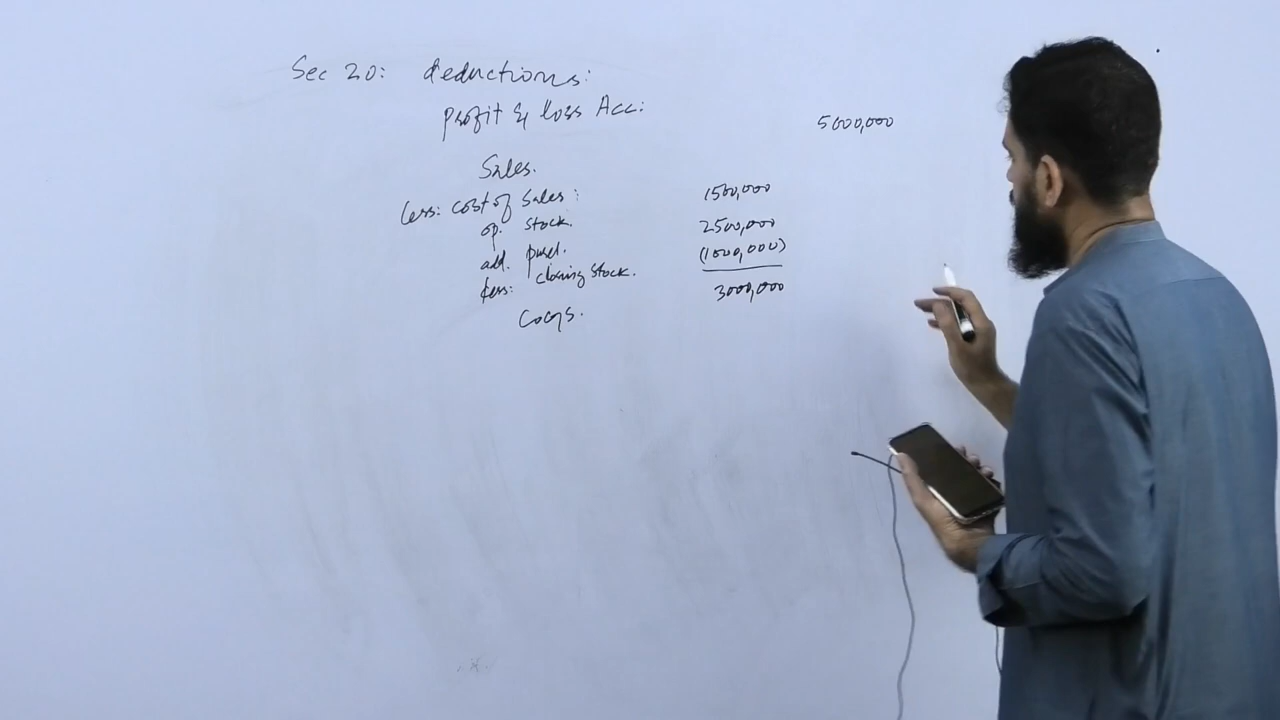 Sec 20: deductions:
profit & loss Acc:
Sales. 5000,000
less: cost of Sales:
op. stock. 1500,000
add. purd. 2500,000
less: closing stock. (1000,000)
COGS. 3000,000